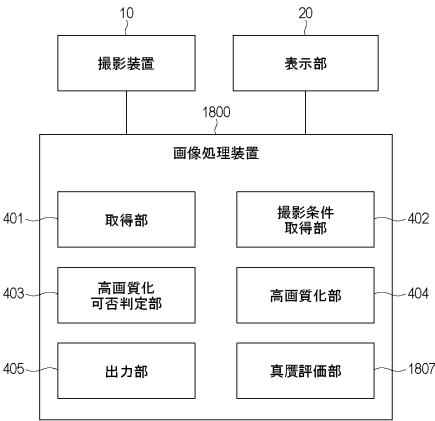 10
20
撮影装置
表示部
1800
画像処理装置
401
取得部
撮影条件
取得部
402
403
高画質化
可否判定部
高画質化部
404
405
出力部
真贋評価部
1807